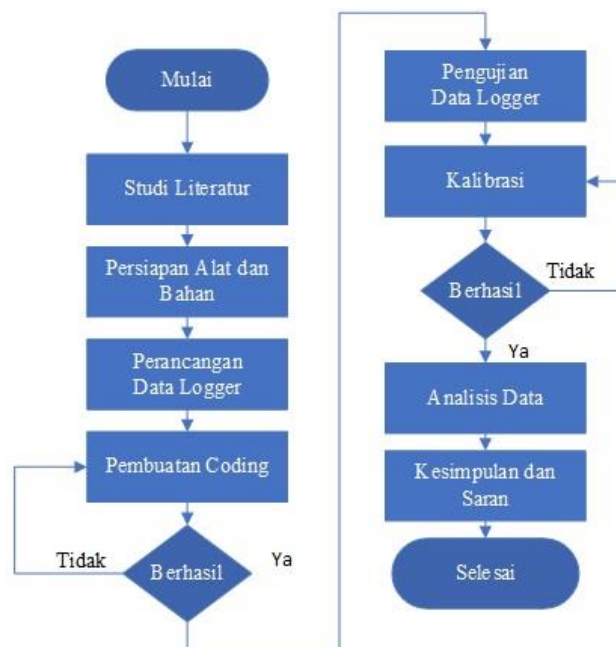 Mulai
Studi Literatur
Persiapan Alat dan
Bahan
Perancangan
Data Logger
Pembuatan Coding
Tidak
Berhasil
Ya
Pengujian
Data Logger
Kalibrasi
Berhasil
Tidak
Ya
Analisis Data
Kesimpulan dan
Saran
Selesai